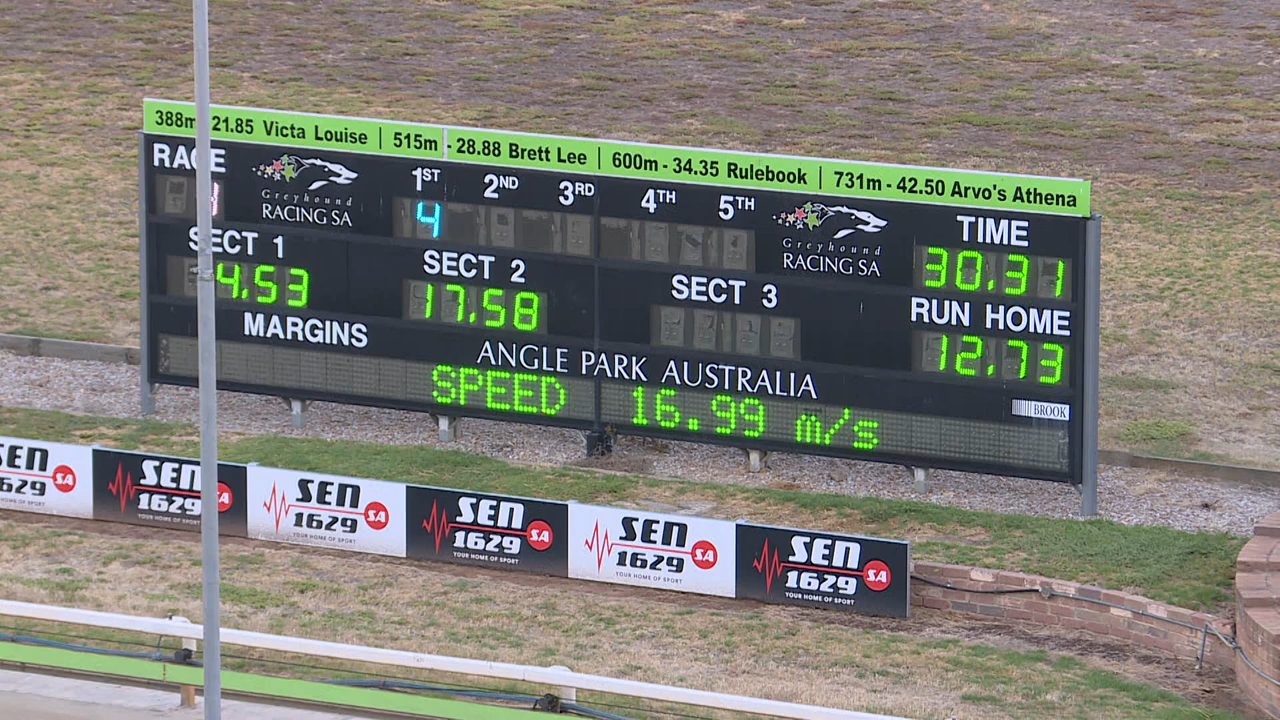 388m 21.85 Victa Louise | 515m - 28.88 Brett Lee | 600m - 34.35 Rulebook | 731m - 42.50 Arvo's Athena
RACE
Greyhound
RACING SA
1ST 2ND 3RD 4TH 5TH
4
Greyhound
RACING SA
TIME
30.31
SECT 1
4.53
SECT 2
17.58
SECT 3
RUN HOME
12.73
MARGINS
ANGLE PARK AUSTRALIA
SPEED 16.99 m/s
BROOK
SEN
1629
SA
HOME OF SPORT
SEN
1629
SA
YOUR HOME OF SPORT
SEN
1629
SA
YOUR HOME OF SPORT
SEN
1629
SA
YOUR HOME OF SPORT
SEN
1629
SA
YOUR HOME OF SPORT
SEN
1629
SA
YOUR HOME OF SPORT